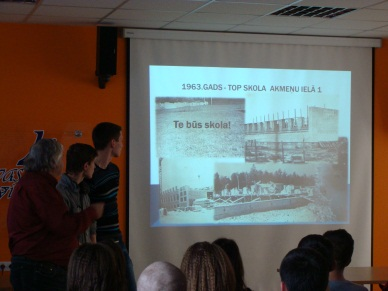 1963.GADS - TOP SKOLA AKMEŅU IELĀ 1
Te būs skola!